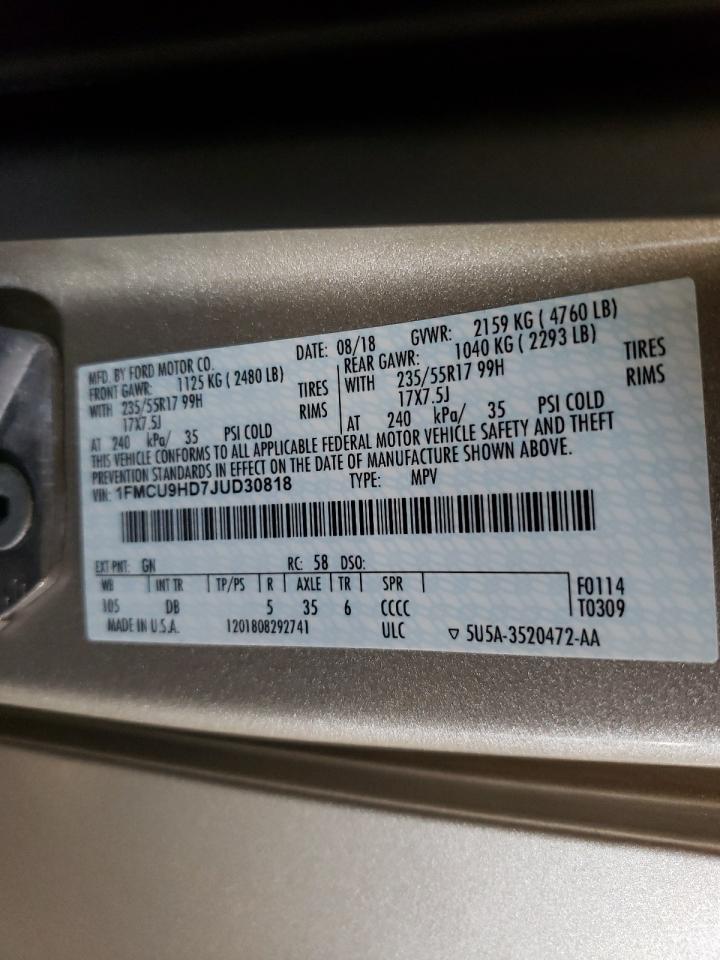 MFD. BY FORD MOTOR CO.
DATE: 08/18 GVWR: 2159 KG ( 4760 LB)
FRONT GAWR: 1125 KG ( 2480 LB) REAR GAWR: 1040 KG ( 2293 LB)
WITH 235/55R17 99H TIRES WITH 235/55R17 99H TIRES
17X7.5J RIMS 17X7.5J RIMS
AT 240 kPa/ 35 PSI COLD AT 240 kPa/ 35 PSI COLD
THIS VEHICLE CONFORMS TO ALL APPLICABLE FEDERAL MOTOR VEHICLE SAFETY AND THEFT
PREVENTION STANDARDS IN EFFECT ON THE DATE OF MANUFACTURE SHOWN ABOVE.
VIN: 1FMCU9HD7JUD30818 TYPE: MPV
EXT PNT: GN RC: 58 DSO:
WB INT TR TP/PS R AXLE TR SPR F0114
105 DB 5 35 6 CCCC T0309
MADE IN U.S.A. 1201808292741 ULC ▽ 5U5A-3520472-AA